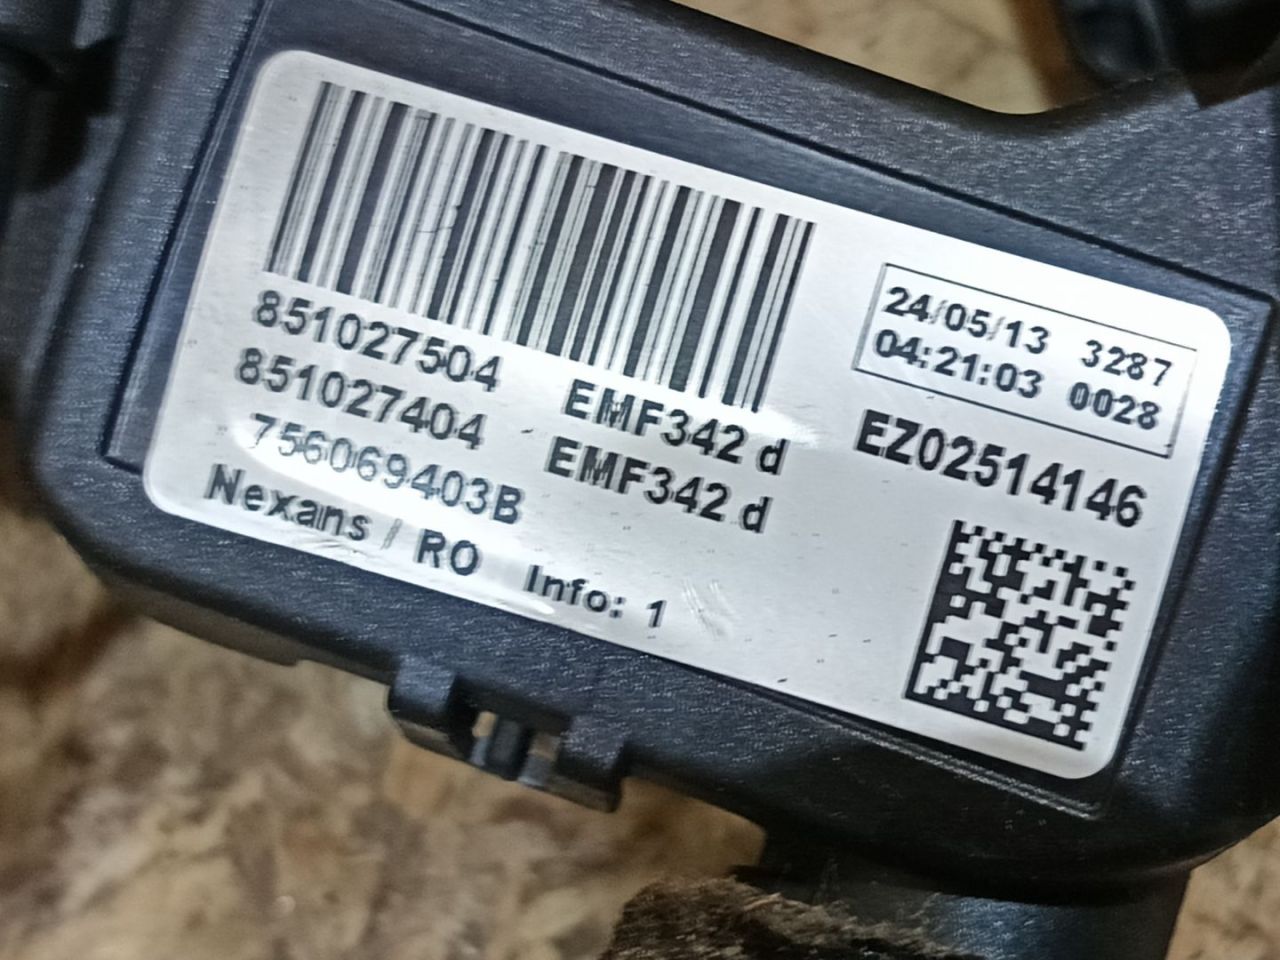 24/05/13 3287
04:21:03 0028
851027504 EMF342 d
EZ02514146
851027404 EMF342 d
756069403B
Nexans / RO Info: 1